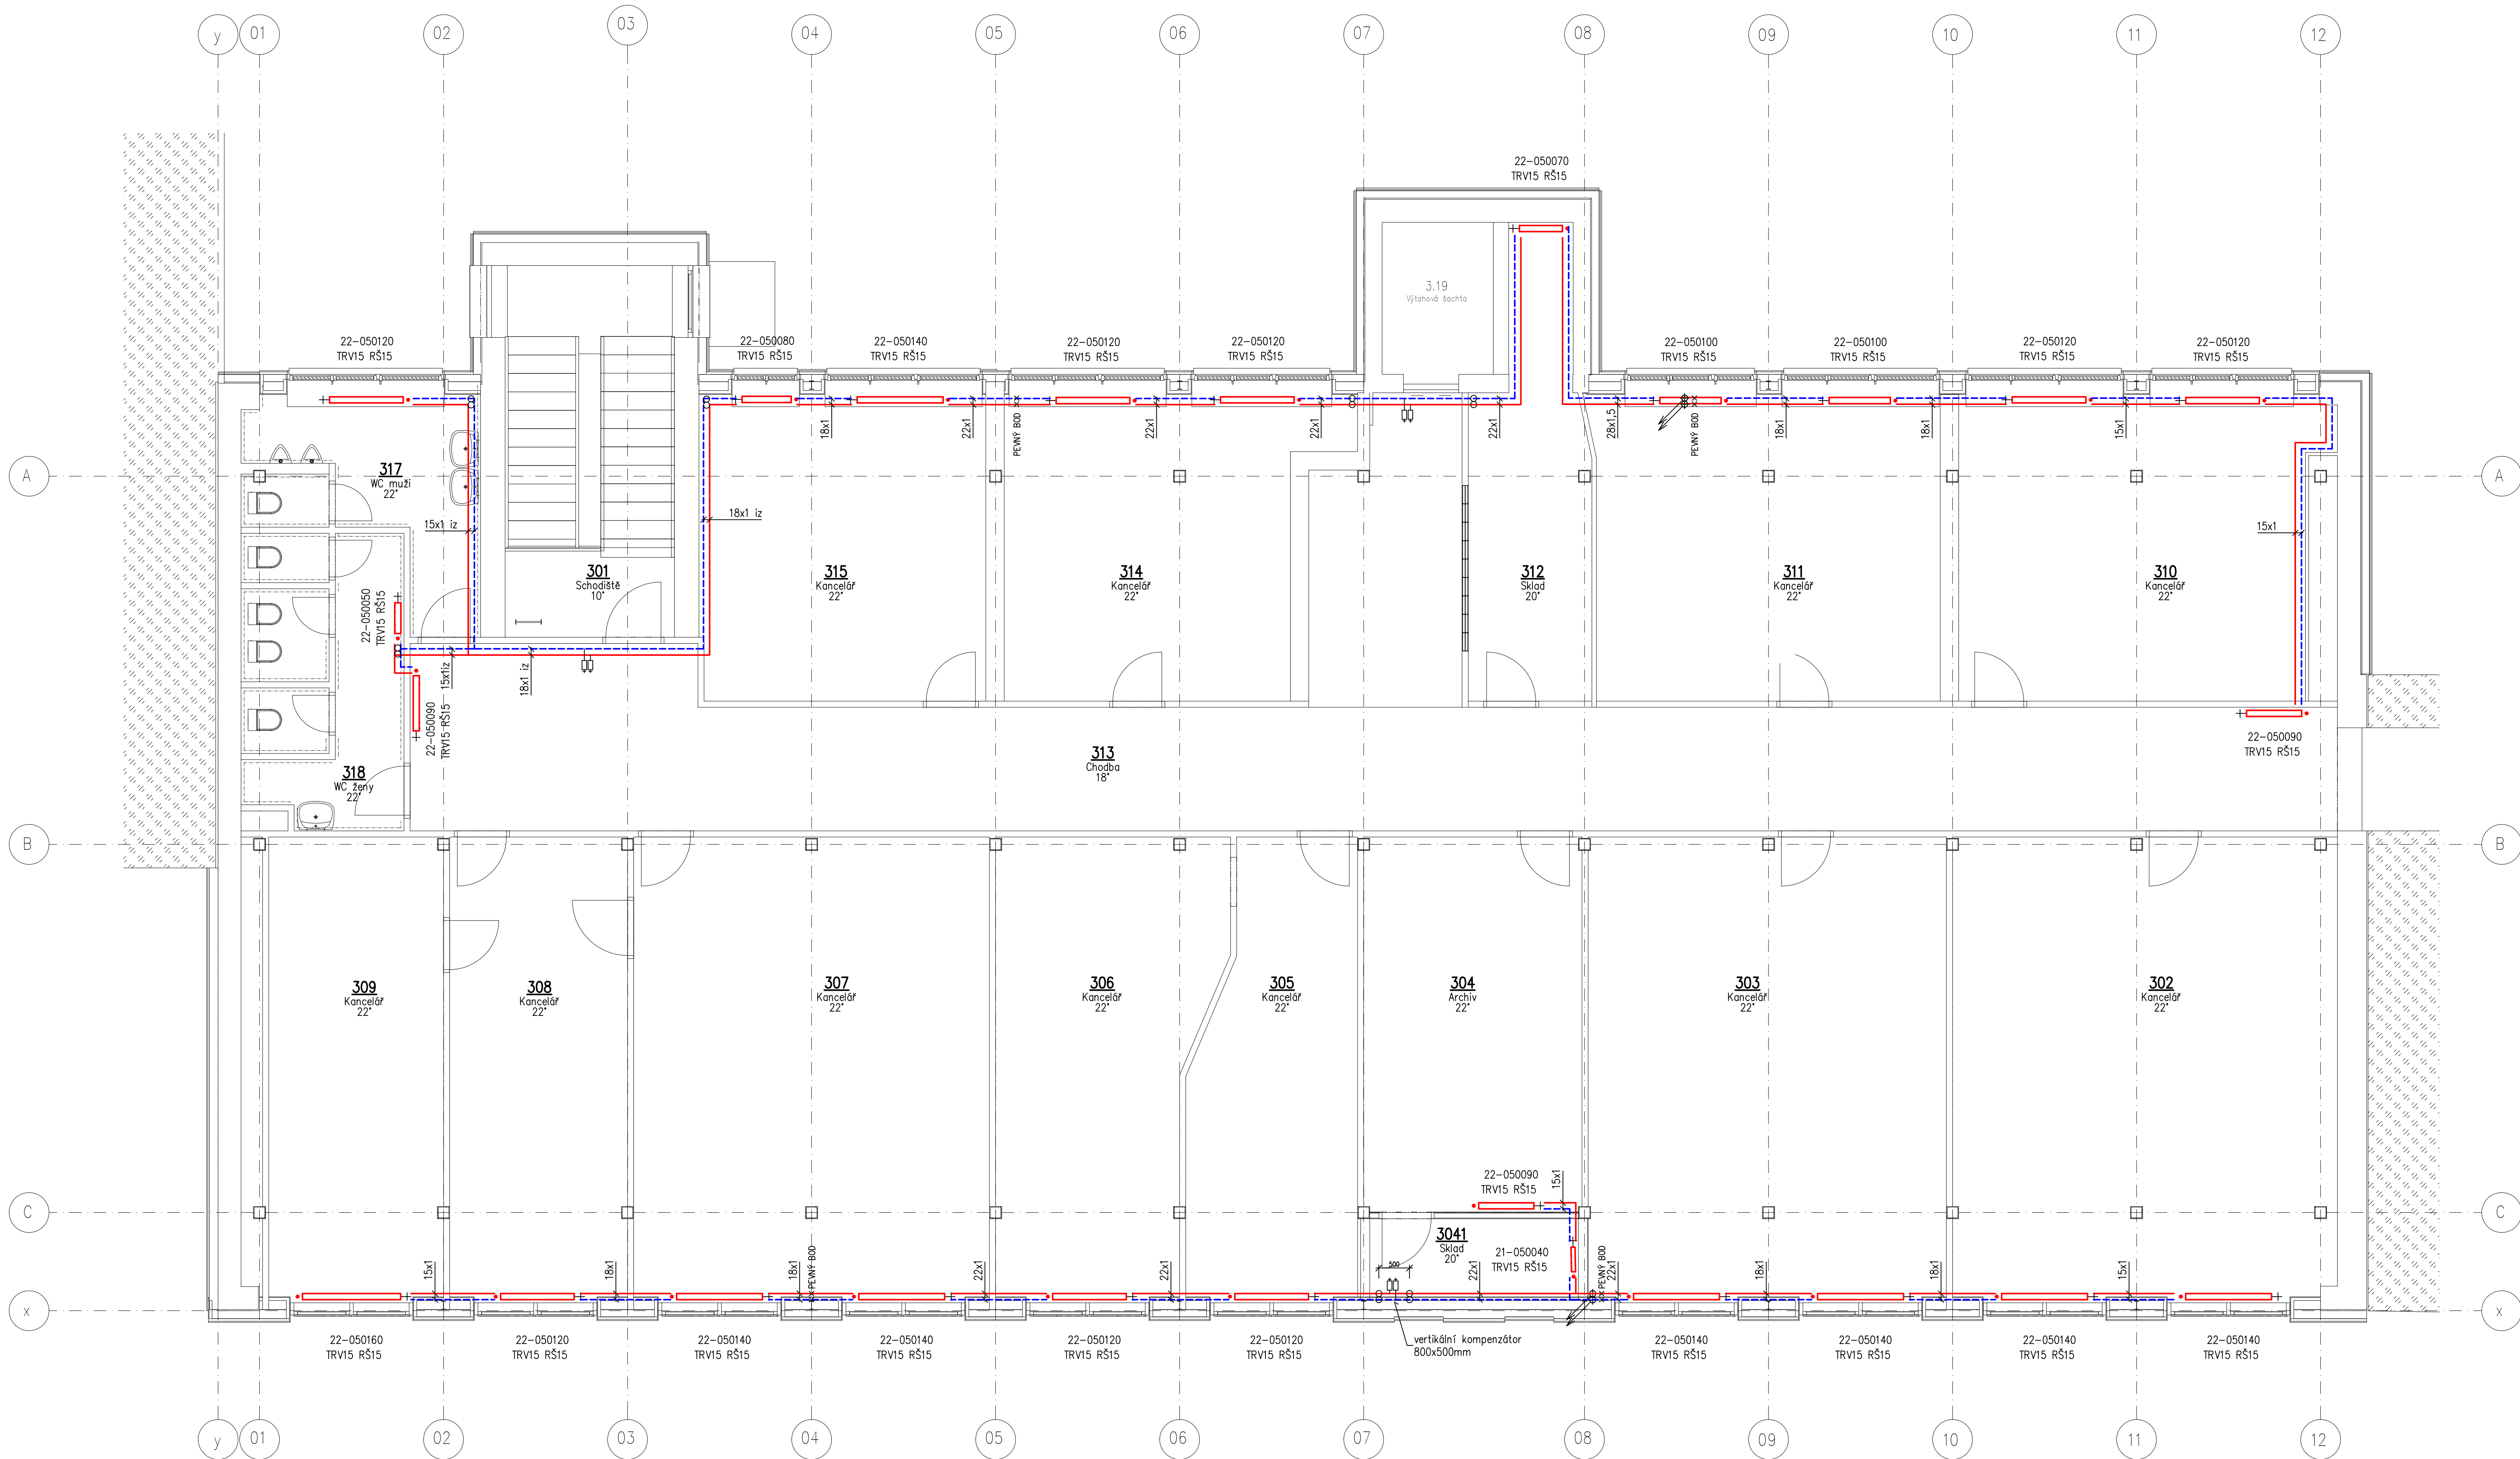 y
01
02
03
04
05
06
07
08
09
10
11
12
22-050070
TRV15 RŠ15
3.19
Výtahová šachta
22-050120
TRV15 RŠ15
22-050080
TRV15 RŠ15
22-050140
TRV15 RŠ15
22-050120
TRV15 RŠ15
22-050120
TRV15 RŠ15
22-050100
TRV15 RŠ15
22-050100
TRV15 RŠ15
22-050120
TRV15 RŠ15
22-050120
TRV15 RŠ15
18x1
22x1
PEVNÝ BOD
22x1
22x1
22x1
28x1,5
PEVNÝ BOD
18x1
18x1
15x1
A
A
317
WC muži
22°
15x1 iz
18x1 iz
15x1
301
Schodiště
10°
315
Kancelář
22°
314
Kancelář
22°
312
Sklad
20°
311
Kancelář
22°
310
Kancelář
22°
22-050050
TRV15 RŠ15
15x1iz
18x1 iz
22-050090
TRV15 RŠ15
22-050090
TRV15 RŠ15
313
Chodba
18°
318
WC ženy
22°
B
B
309
Kancelář
22°
308
Kancelář
22°
307
Kancelář
22°
306
Kancelář
22°
305
Kancelář
22°
304
Archiv
22°
303
Kancelář
22°
302
Kancelář
22°
22-050090
TRV15 RŠ15
15x1
C
C
3041
Sklad
20°
21-050040
TRV15 RŠ15
500
15x1
18x1
18x1
PEVNÝ BOD
22x1
22x1
22x1
PEVNÝ BOD
22x1
18x1
18x1
15x1
x
x
22-050160
TRV15 RŠ15
22-050120
TRV15 RŠ15
22-050140
TRV15 RŠ15
22-050140
TRV15 RŠ15
22-050120
TRV15 RŠ15
22-050120
TRV15 RŠ15
vertikální kompenzátor
800x500mm
22-050140
TRV15 RŠ15
22-050140
TRV15 RŠ15
22-050140
TRV15 RŠ15
22-050140
TRV15 RŠ15
y
01
02
03
04
05
06
07
08
09
10
11
12